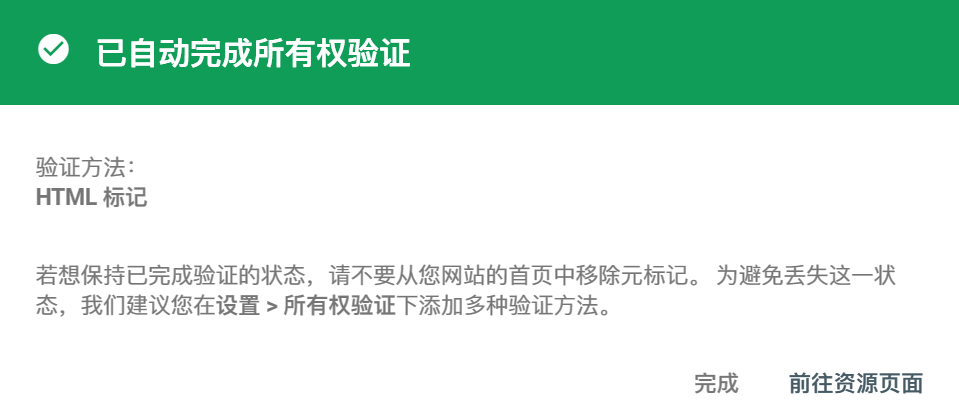 已自动完成所有权验证
验证方法：
HTML 标记
若想保持已完成验证的状态，请不要从您网站的首页中移除元标记。 为避免丢失这一状
态，我们建议您在设置 > 所有权验证下添加多种验证方法。
完成 前往资源页面